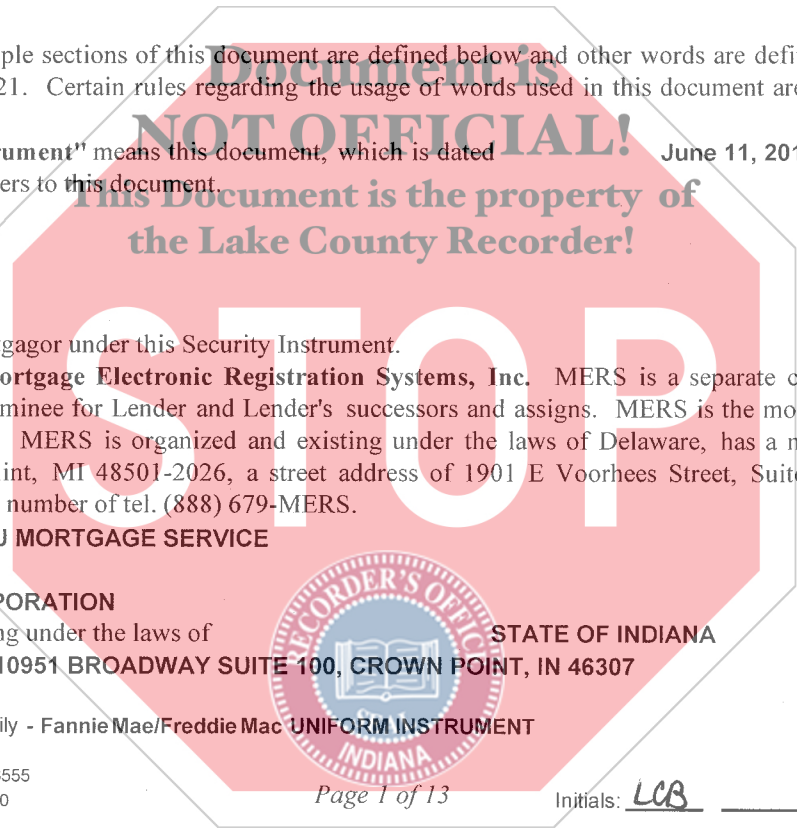 ple sections of this document are defined below and other words are defi
Document is
21. Certain rules regarding the usage of words used in this document are
NOT OFFICIAL!
rument" means this document, which is dated June 11, 201
ers to this document.
This Document is the property of
the Lake County Recorder!
STOP
gagor under this Security Instrument.
ortgage Electronic Registration Systems, Inc. MERS is a separate c
minee for Lender and Lender's successors and assigns. MERS is the mo
MERS is organized and existing under the laws of Delaware, has a m
int, MI 48501-2026, a street address of 1901 E Voorhees Street, Suite
number of tel. (888) 679-MERS.
J MORTGAGE SERVICE
PORATION
ng under the laws of STATE OF INDIANA
10951 BROADWAY SUITE 100, CROWN POINT, IN 46307
RECORDER'S OFFICE
SEAL
INDIANA
ily - Fannie Mae/Freddie Mac UNIFORM INSTRUMENT
555
0
Page 1 of 13 Initials: LCB